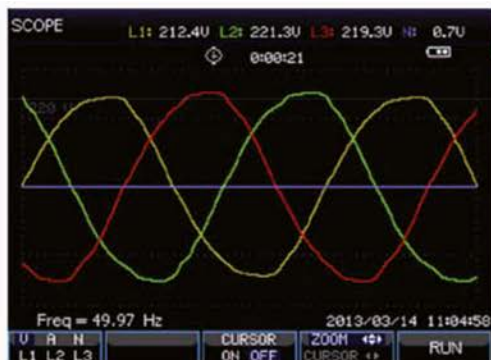 SCOPE
L1: 212.4V L2: 221.3V L3: 219.3V N: 0.7V
0:00:21
220 V
Freq = 49.97 Hz 2013/03/14 11:04:58
V A N CURSOR ZOOM
L1 L2 L3 ON OFF CURSOR RUN